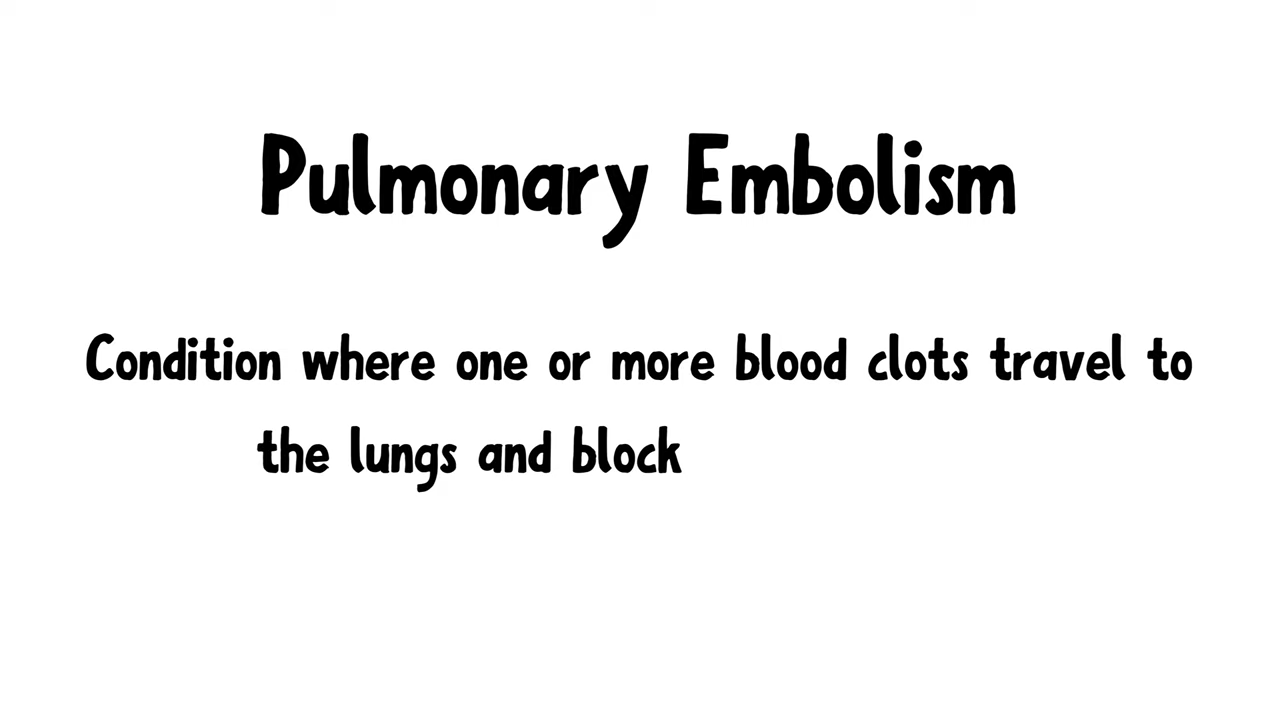 Pulmonary Embolism
Condition where one or more blood clots travel to
the lungs and block